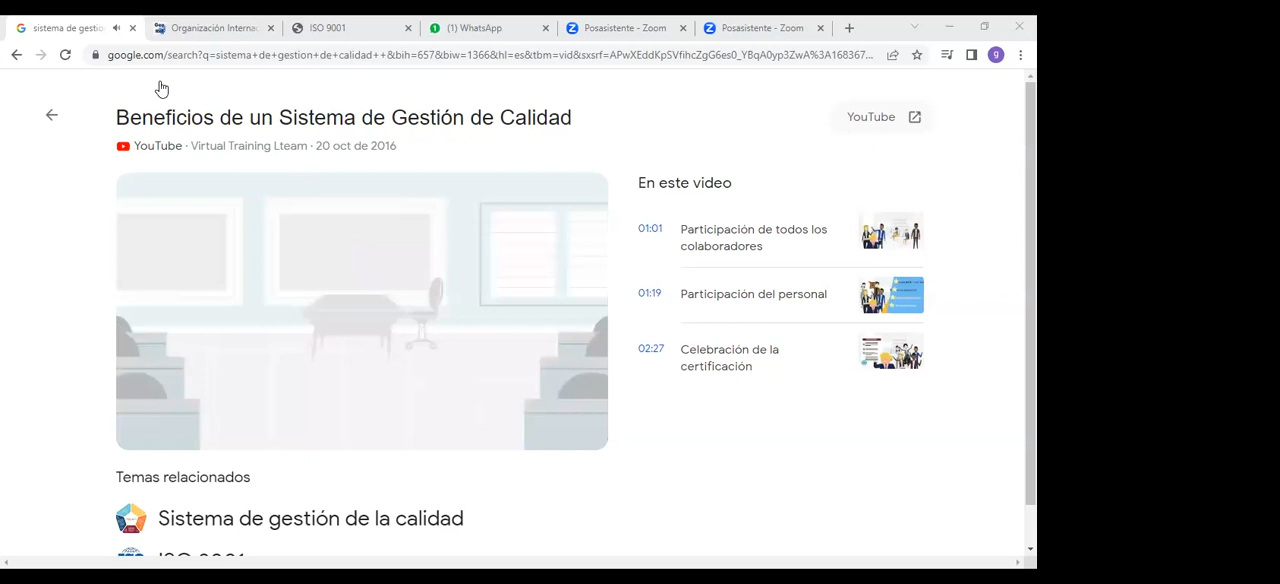 sistema de gestió
Organización Interna
ISO 9001
(1) WhatsApp
Posasistente - Zoom
Posasistente - Zoom
google.com/search?q=sistema+de+gestion+de+calidad++&bih=657&biw=1366&hl=es&tbm=vid&sxsrf=APwXEddKpSVfihcZgG6es0_YBqA0yp3ZwA%3A168367...
g
Beneficios de un Sistema de Gestión de Calidad
YouTube
YouTube · Virtual Training Lteam · 20 oct de 2016
En este video
01:01 Participación de todos los
colaboradores
01:19 Participación del personal
02:27 Celebración de la
certificación
Temas relacionados
Sistema de gestión de la calidad
ISO 9001